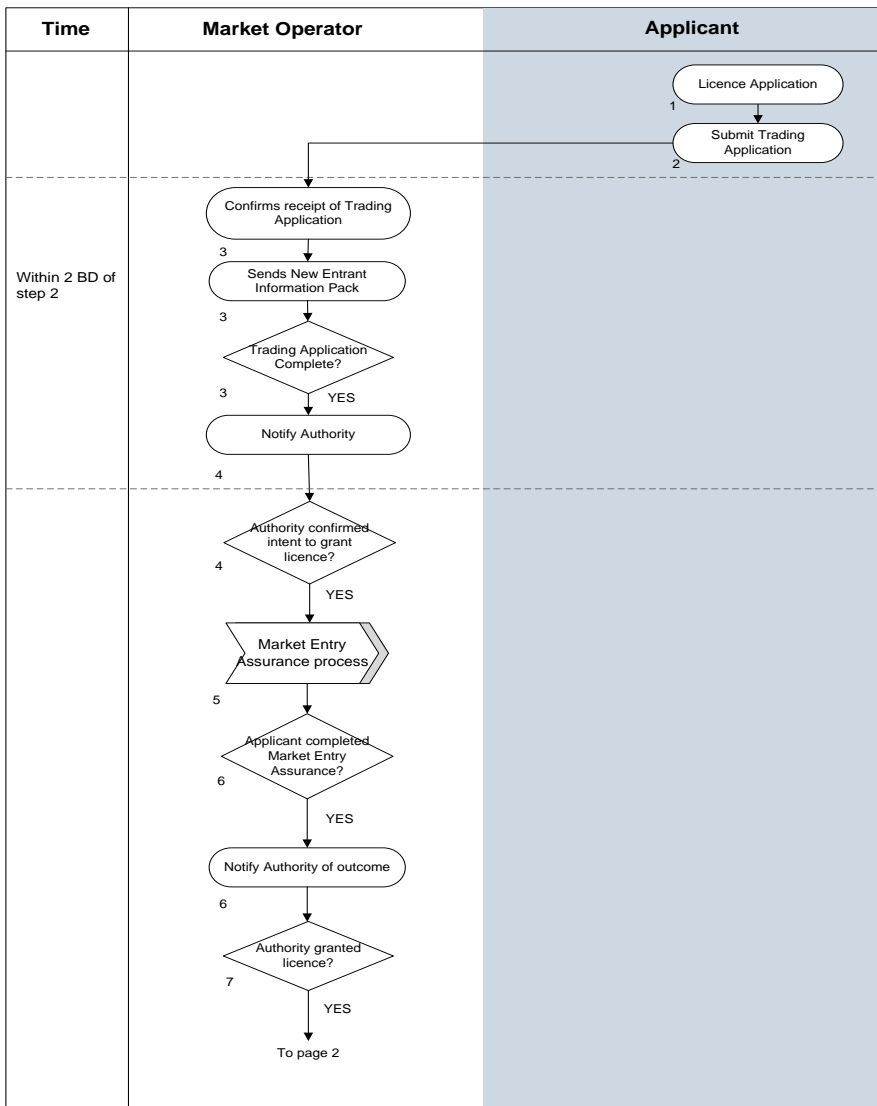 Time
Market Operator
Applicant
Licence Application
1
Submit Trading
Application
2
Confirms receipt of Trading
Application
3
Within 2 BD of
step 2
Sends New Entrant
Information Pack
3
Trading Application
Complete?
3
YES
Notify Authority
4
Authority confirmed
intent to grant
licence?
4
YES
Market Entry
Assurance process
5
Applicant completed
Market Entry
Assurance?
6
YES
Notify Authority of outcome
6
Authority granted
licence?
7
YES
To page 2